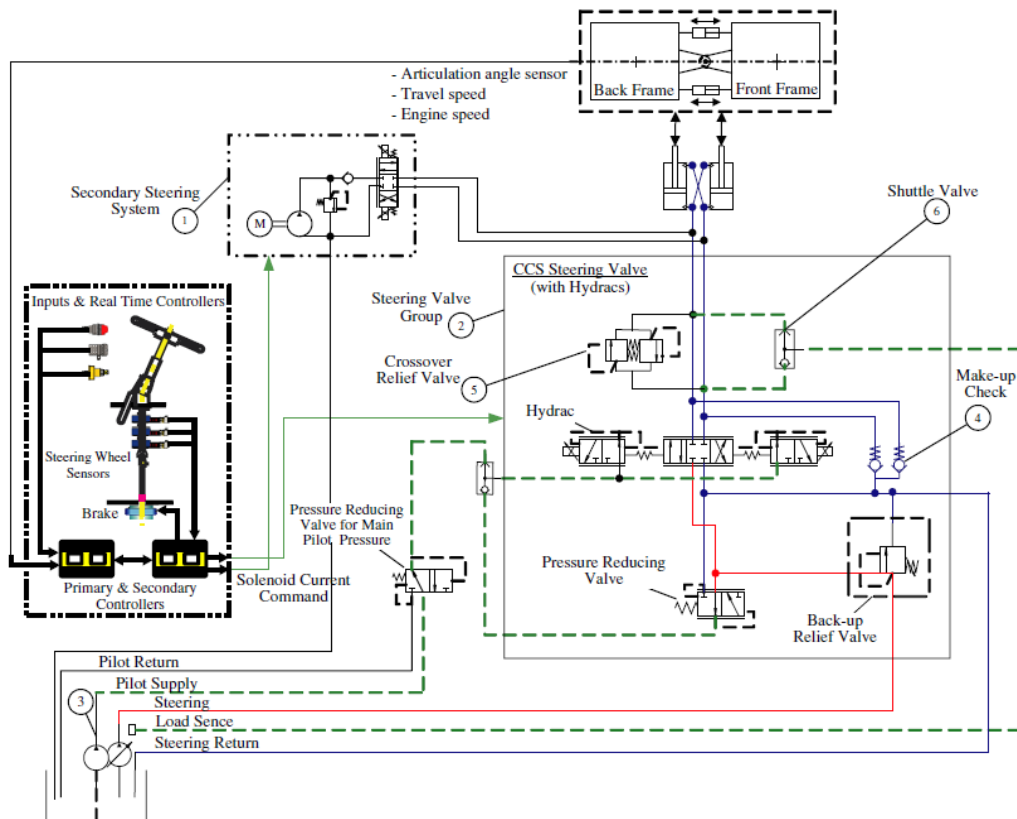 - Articulation angle sensor
- Travel speed
- Engine speed
Back Frame
Front Frame
Secondary Steering
System
1
M
Shuttle Valve
6
Inputs & Real Time Controllers
Steering Wheel
Sensors
Brake
Primary & Secondary
Controllers
CCS Steering Valve
(with Hydracs)
Steering Valve
Group
2
Crossover
Relief Valve
5
Make-up
Check
4
Hydrac
Pressure Reducing
Valve for Main
Pilot Pressure
Solenoid Current
Command
Pressure Reducing
Valve
Back-up
Relief Valve
Pilot Return
Pilot Supply
3
Steering
Load Sence
Steering Return